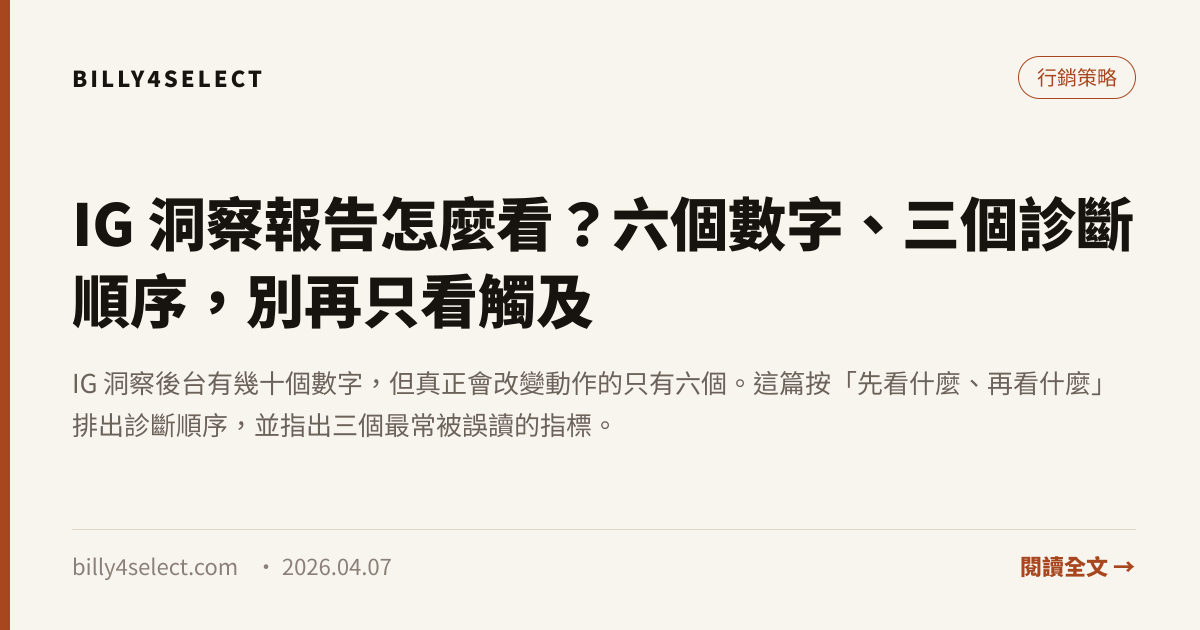 BILLY4SELECT
行銷策略
IG 洞察報告怎麼看？六個數字、三個診斷
順序，別再只看觸及
IG 洞察後台有幾十個數字，但真正會改變動作的只有六個。這篇按「先看什麼、再看什麼」
排出診斷順序，並指出三個最常被誤讀的指標。
billy4select.com ・ 2026.04.07
閱讀全文 →